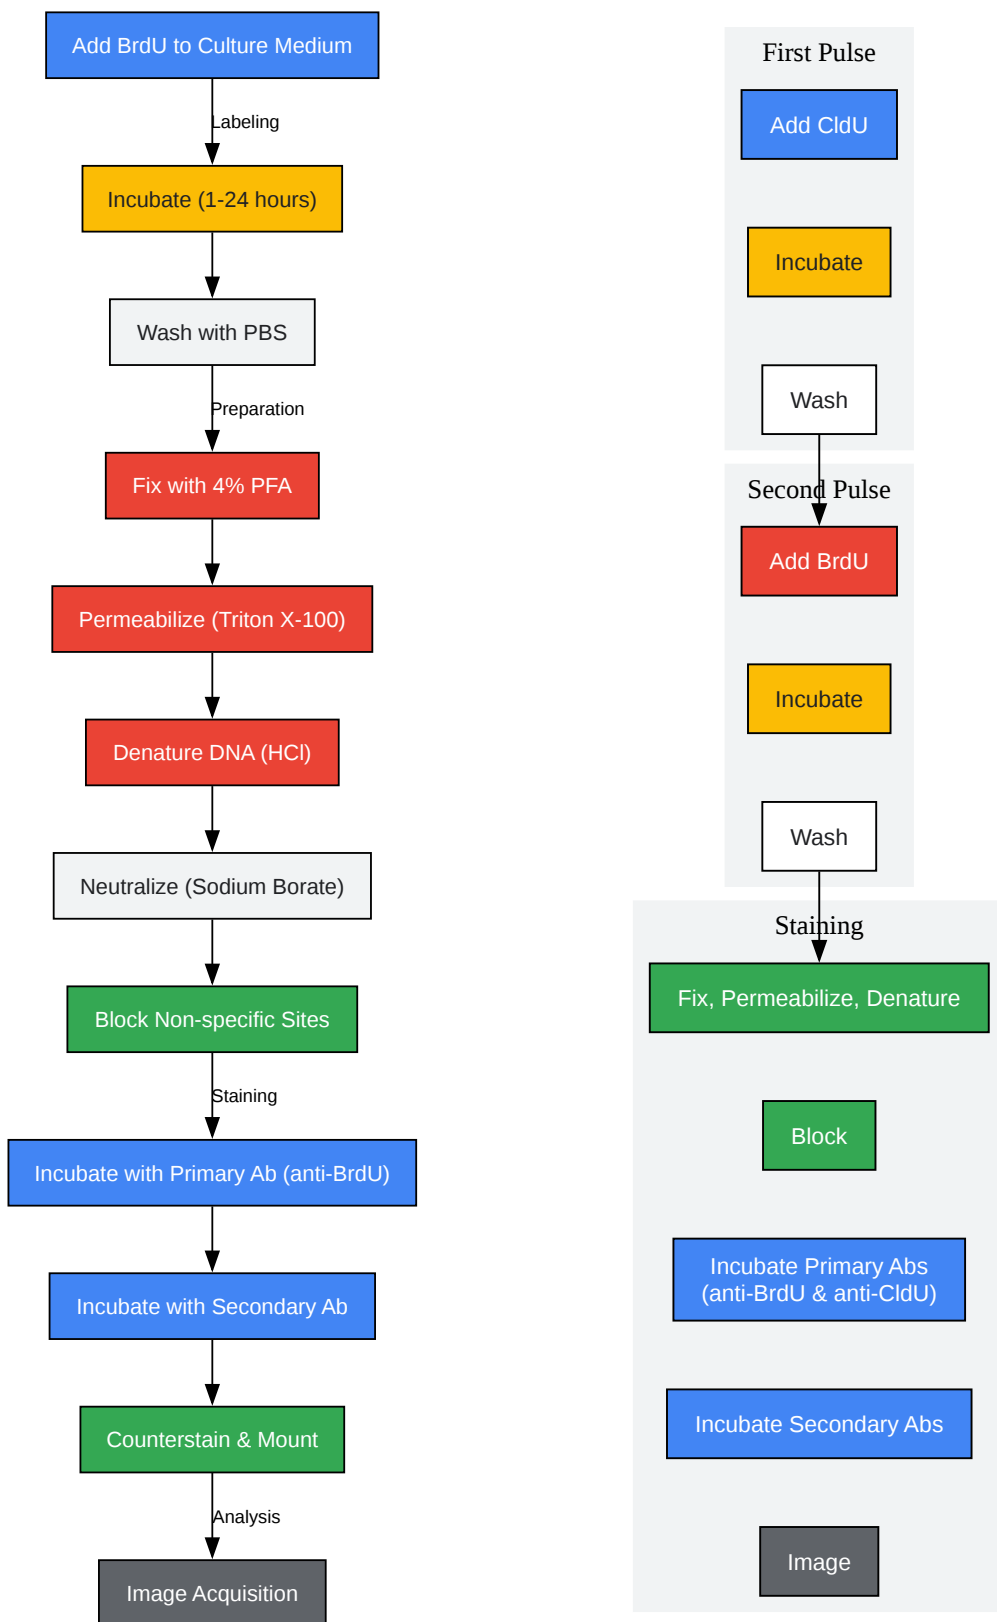 Add BrdU to Culture Medium
Labeling
Incubate (1-24 hours)
Wash with PBS
Preparation
Fix with 4% PFA
Permeabilize (Triton X-100)
Denature DNA (HCl)
Neutralize (Sodium Borate)
Block Non-specific Sites
Staining
Incubate with Primary Ab (anti-BrdU)
Incubate with Secondary Ab
Counterstain & Mount
Analysis
Image Acquisition
First Pulse
Add CldU
Incubate
Wash
Second Pulse
Add BrdU
Incubate
Wash
Staining
Fix, Permeabilize, Denature
Block
Incubate Primary Abs
(anti-BrdU & anti-CldU)
Incubate Secondary Abs
Image